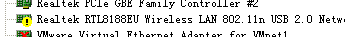 Realtek PCIe GBE Family Controller #2
Realtek RTL8188EU Wireless LAN 802.11n USB 2.0 Netw
VMware Virtual Ethernet Adapter for VMnet1